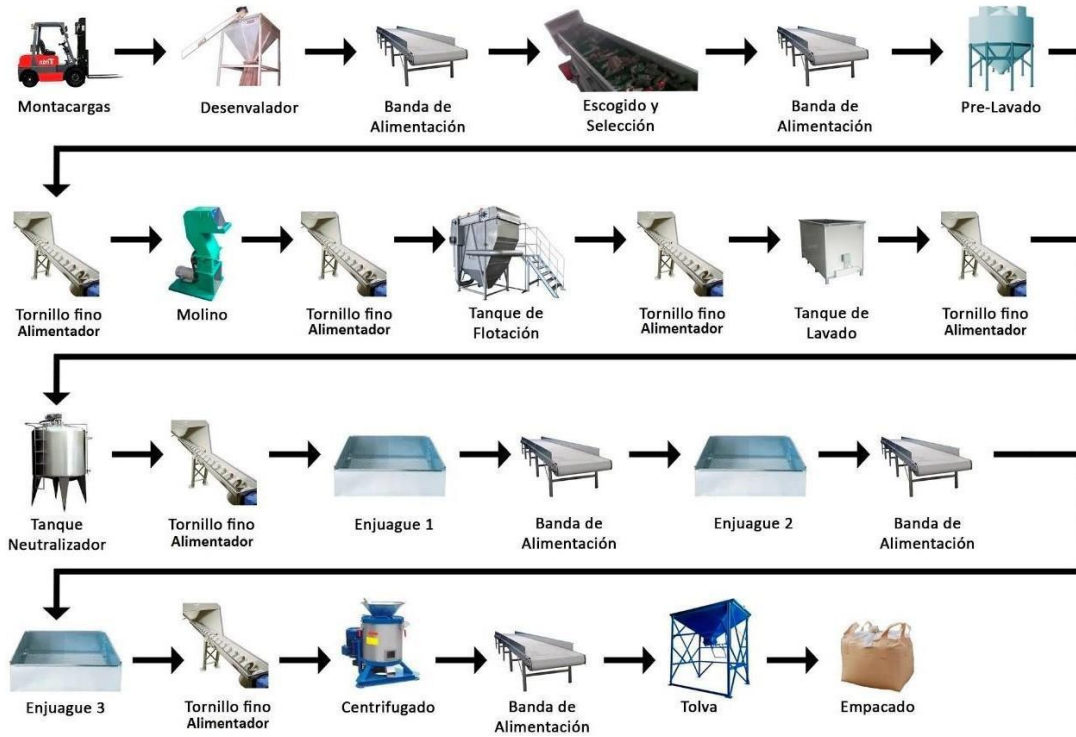 Montacargas
Desenvalador
Banda de
Alimentación
Escogido y
Selección
Banda de
Alimentación
Pre-Lavado
Tornillo fino
Alimentador
Molino
Tornillo fino
Alimentador
Tanque de
Flotación
Tornillo fino
Alimentador
Tanque de
Lavado
Tornillo fino
Alimentador
Tanque
Neutralizador
Tornillo fino
Alimentador
Enjuague 1
Banda de
Alimentación
Enjuague 2
Banda de
Alimentación
Enjuague 3
Tornillo fino
Alimentador
Centrifugado
Banda de
Alimentación
Tolva
Empacado